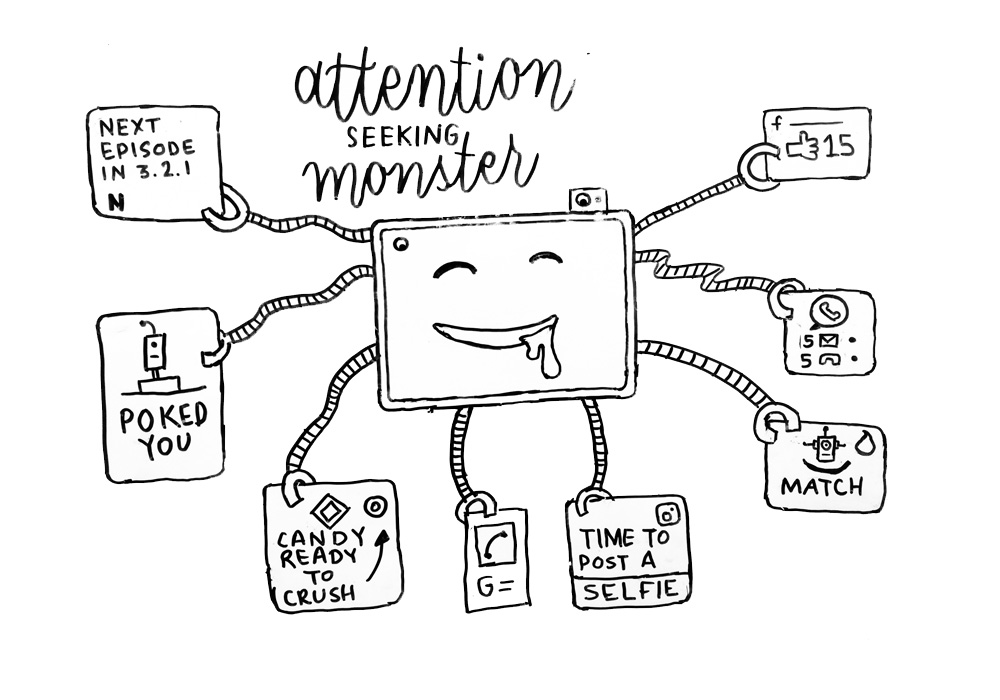 attention
SEEKING
monster
NEXT
EPISODE
IN 3.2.1
N
f
15
POKED
YOU
15
5
CANDY
READY
TO
CRUSH
G=
TIME TO
POST A
SELFIE
MATCH